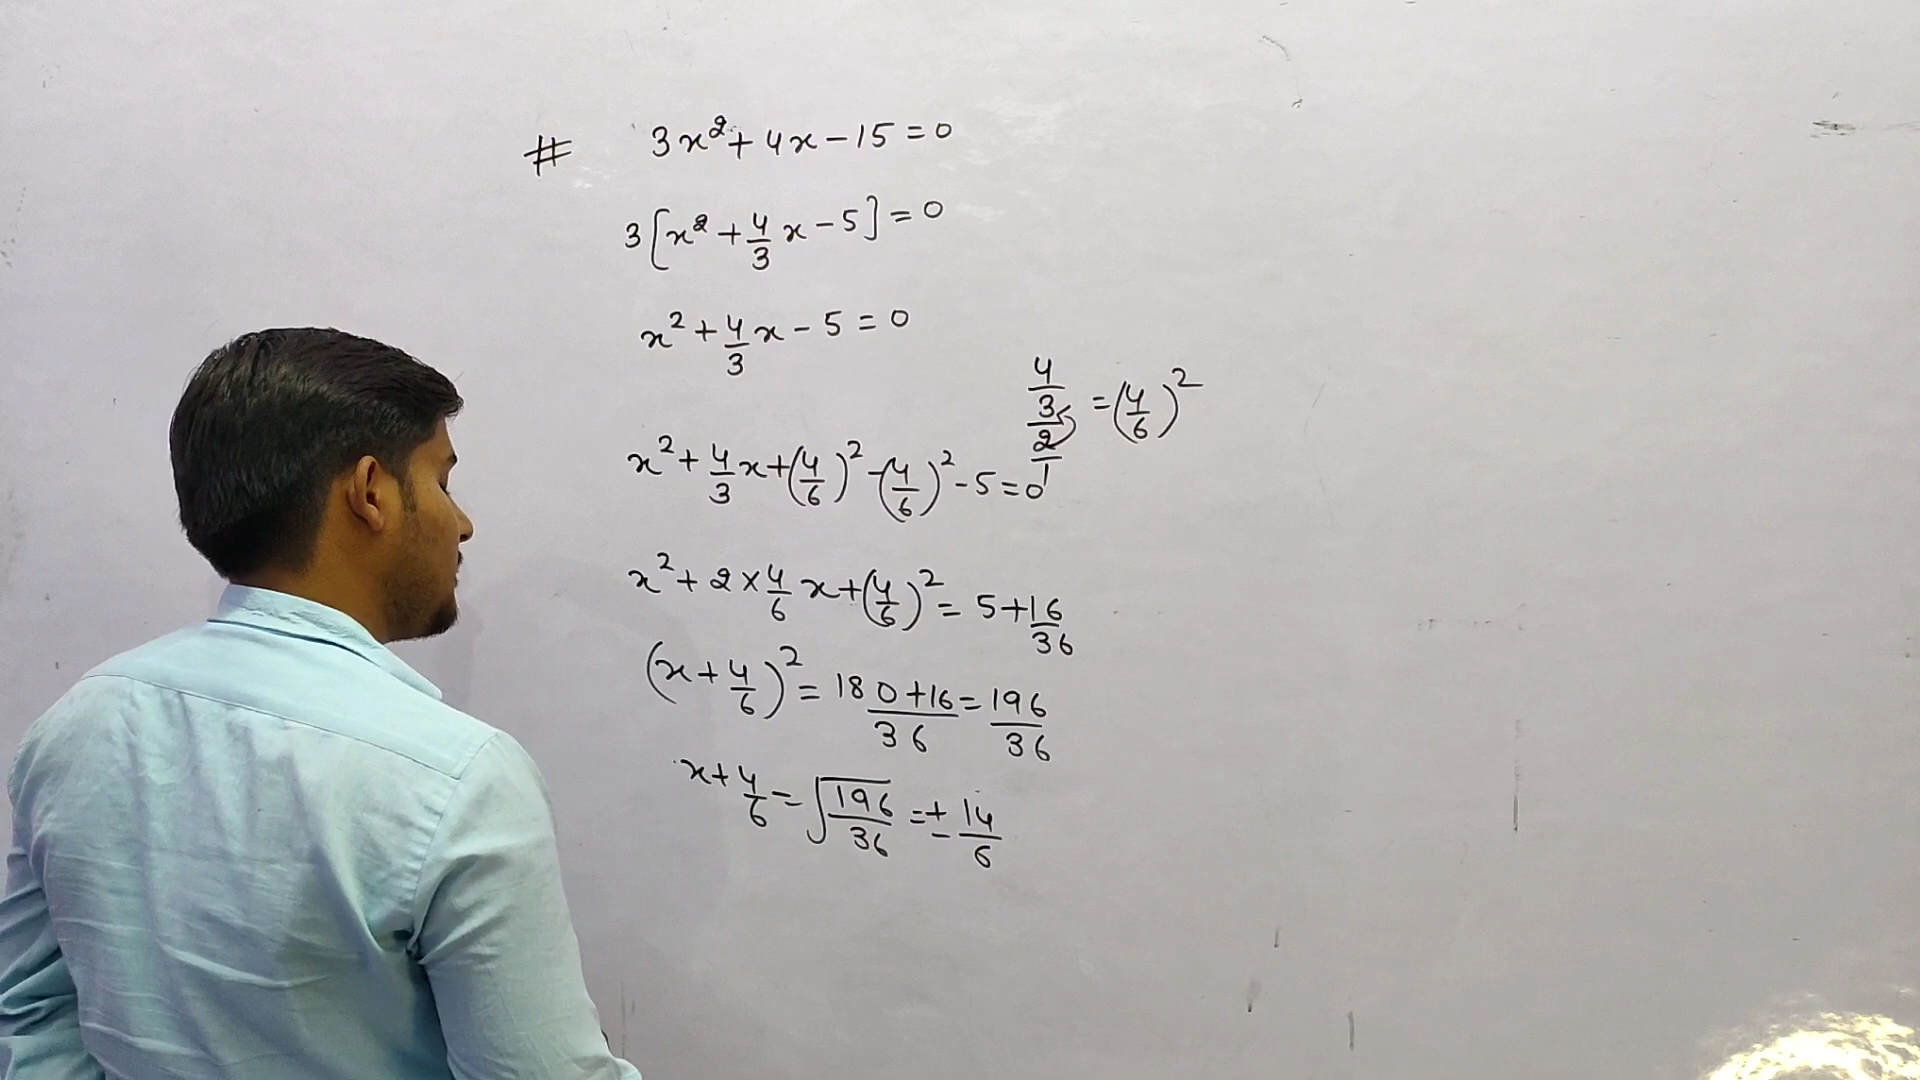 # 3x² + 4x - 15 = 0
3[x² + 4/3 x - 5] = 0
x² + 4/3 x - 5 = 0
4/3/2/1 = (4/6)²
x² + 4/3 x + (4/6)² - (4/6)² - 5 = 0
x² + 2 × 4/6 x + (4/6)² = 5 + 16/36
(x + 4/6)² = 180+16/36 = 196/36
x + 4/6 = √196/36 = ± 14/6